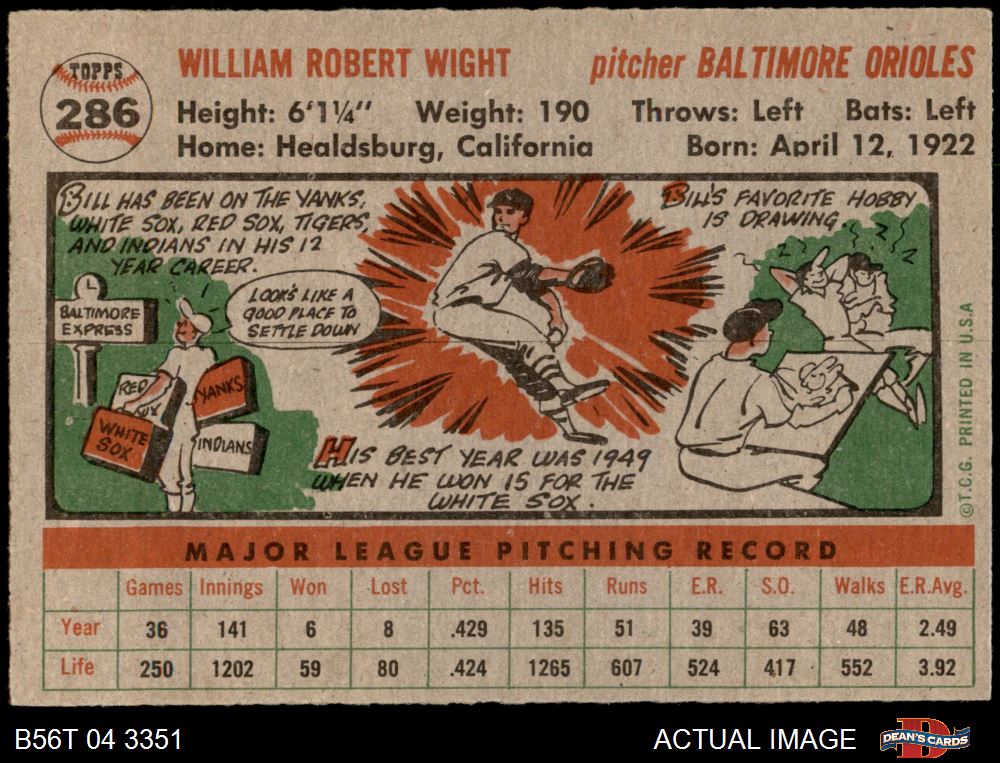 TOPPS
286
WILLIAM ROBERT WIGHT
pitcher BALTIMORE ORIOLES
Height: 6'1¼" Weight: 190 Throws: Left Bats: Left
Home: Healdsburg, California Born: April 12, 1922
BILL HAS BEEN ON THE YANKS,
WHITE SOX, RED SOX, TIGERS,
AND INDIANS IN HIS 12
YEAR CAREER.
BALTIMORE
EXPRESS
LOOKS LIKE A
GOOD PLACE TO
SETTLE DOWN
RED
SOX
YANKS
WHITE
SOX
INDIANS
HIS BEST YEAR WAS 1949
WHEN HE WON 15 FOR THE
WHITE SOX.
BILL'S FAVORITE HOBBY
IS DRAWING
©T.C.G. PRINTED IN U.S.A
MAJOR LEAGUE PITCHING RECORD
Games Innings Won Lost Pct. Hits Runs E.R. S.O. Walks E.R.Avg.
Year 36 141 6 8 .429 135 51 39 63 48 2.49
Life 250 1202 59 80 .424 1265 607 524 417 552 3.92
B56T 04 3351
ACTUAL IMAGE
D
DEAN'S CARDS